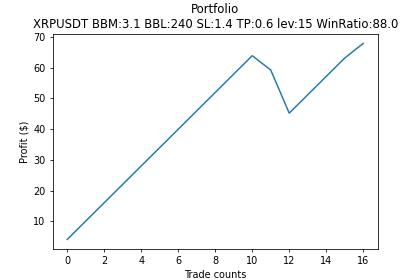 Portfolio
XRPUSDT BBM:3.1 BBL:240 SL:1.4 TP:0.6 lev:15 WinRatio:88.0
70
60
50
40
30
20
10
Profit ($)
0 2 4 6 8 10 12 14 16
Trade counts